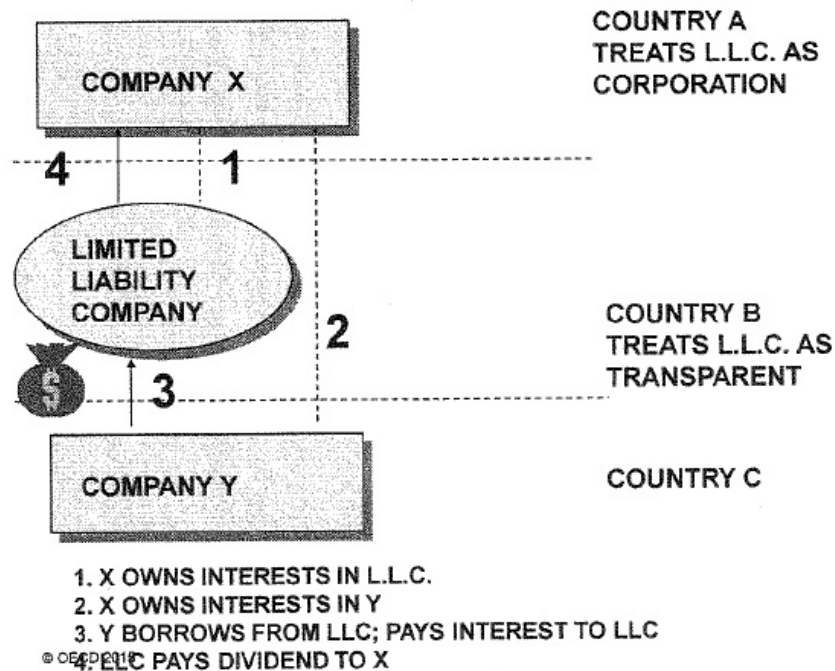 COMPANY X
COUNTRY A
TREATS L.L.C. AS
CORPORATION
4
1
LIMITED
LIABILITY
COMPANY
2
COUNTRY B
TREATS L.L.C. AS
TRANSPARENT
$
3
COMPANY Y
COUNTRY C
1. X OWNS INTERESTS IN L.L.C.
2. X OWNS INTERESTS IN Y
3. Y BORROWS FROM LLC; PAYS INTEREST TO LLC
4. LLC PAYS DIVIDEND TO X
© OECD